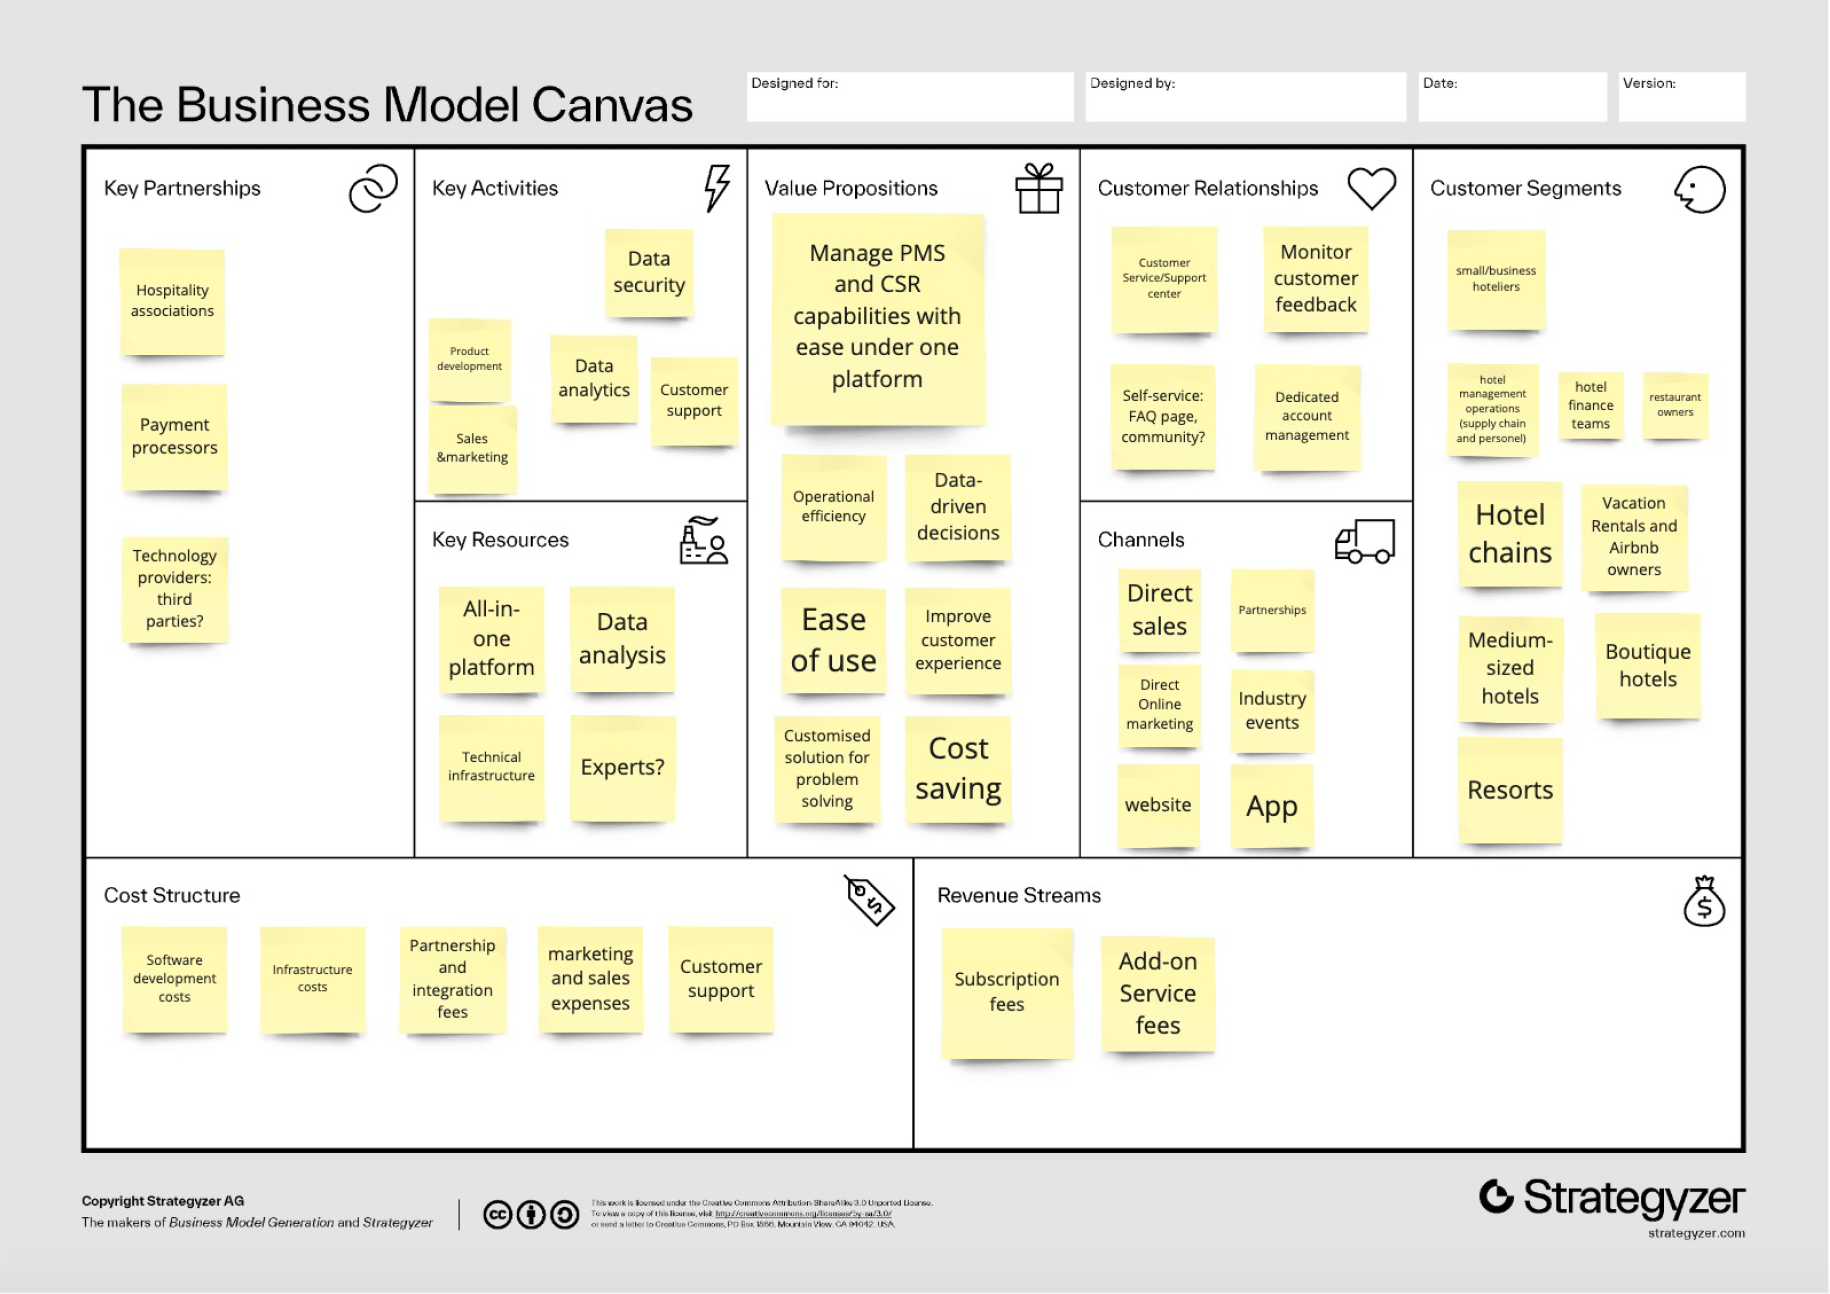 The Business Model Canvas
Designed for:
Designed by:
Date:
Version:
Key Partnerships
Hospitality
associations
Payment
processors
Technology
providers:
third
parties?
Key Activities
Data
security
Product
development
Data
analytics
Customer
support
Sales
&marketing
Key Resources
All-in-
one
platform
Data
analysis
Technical
infrastructure
Experts?
Value Propositions
Manage PMS
and CSR
capabilities with
ease under one
platform
Operational
efficiency
Data-
driven
decisions
Ease
of use
Improve
customer
experience
Customised
solution for
problem
solving
Cost
saving
Customer Relationships
Customer
Service/Support
center
Monitor
customer
feedback
Self-service:
FAQ page,
community?
Dedicated
account
management
Channels
Direct
sales
Partnerships
Direct
Online
marketing
Industry
events
website
App
Customer Segments
small/business
hoteliers
hotel
management
operations
(supply chain
and personel)
hotel
finance
teams
restaurant
owners
Hotel
chains
Vacation
Rentals and
Airbnb
owners
Medium-
sized
hotels
Boutique
hotels
Resorts
Cost Structure
Software
development
costs
Infrastructure
costs
Partnership
and
integration
fees
marketing
and sales
expenses
Customer
support
Revenue Streams
Subscription
fees
Add-on
Service
fees
Copyright Strategyzer AG
The makers of Business Model Generation and Strategyzer
This work is licensed under the Creative Commons Attribution-ShareAlike 3.0 Unported License.
To view a copy of this license, visit http://creativecommons.org/licenses/by-sa/3.0/
or send a letter to Creative Commons, PO Box 1866, Mountain View, CA 94042, USA.
Strategyzer
strategyzer.com